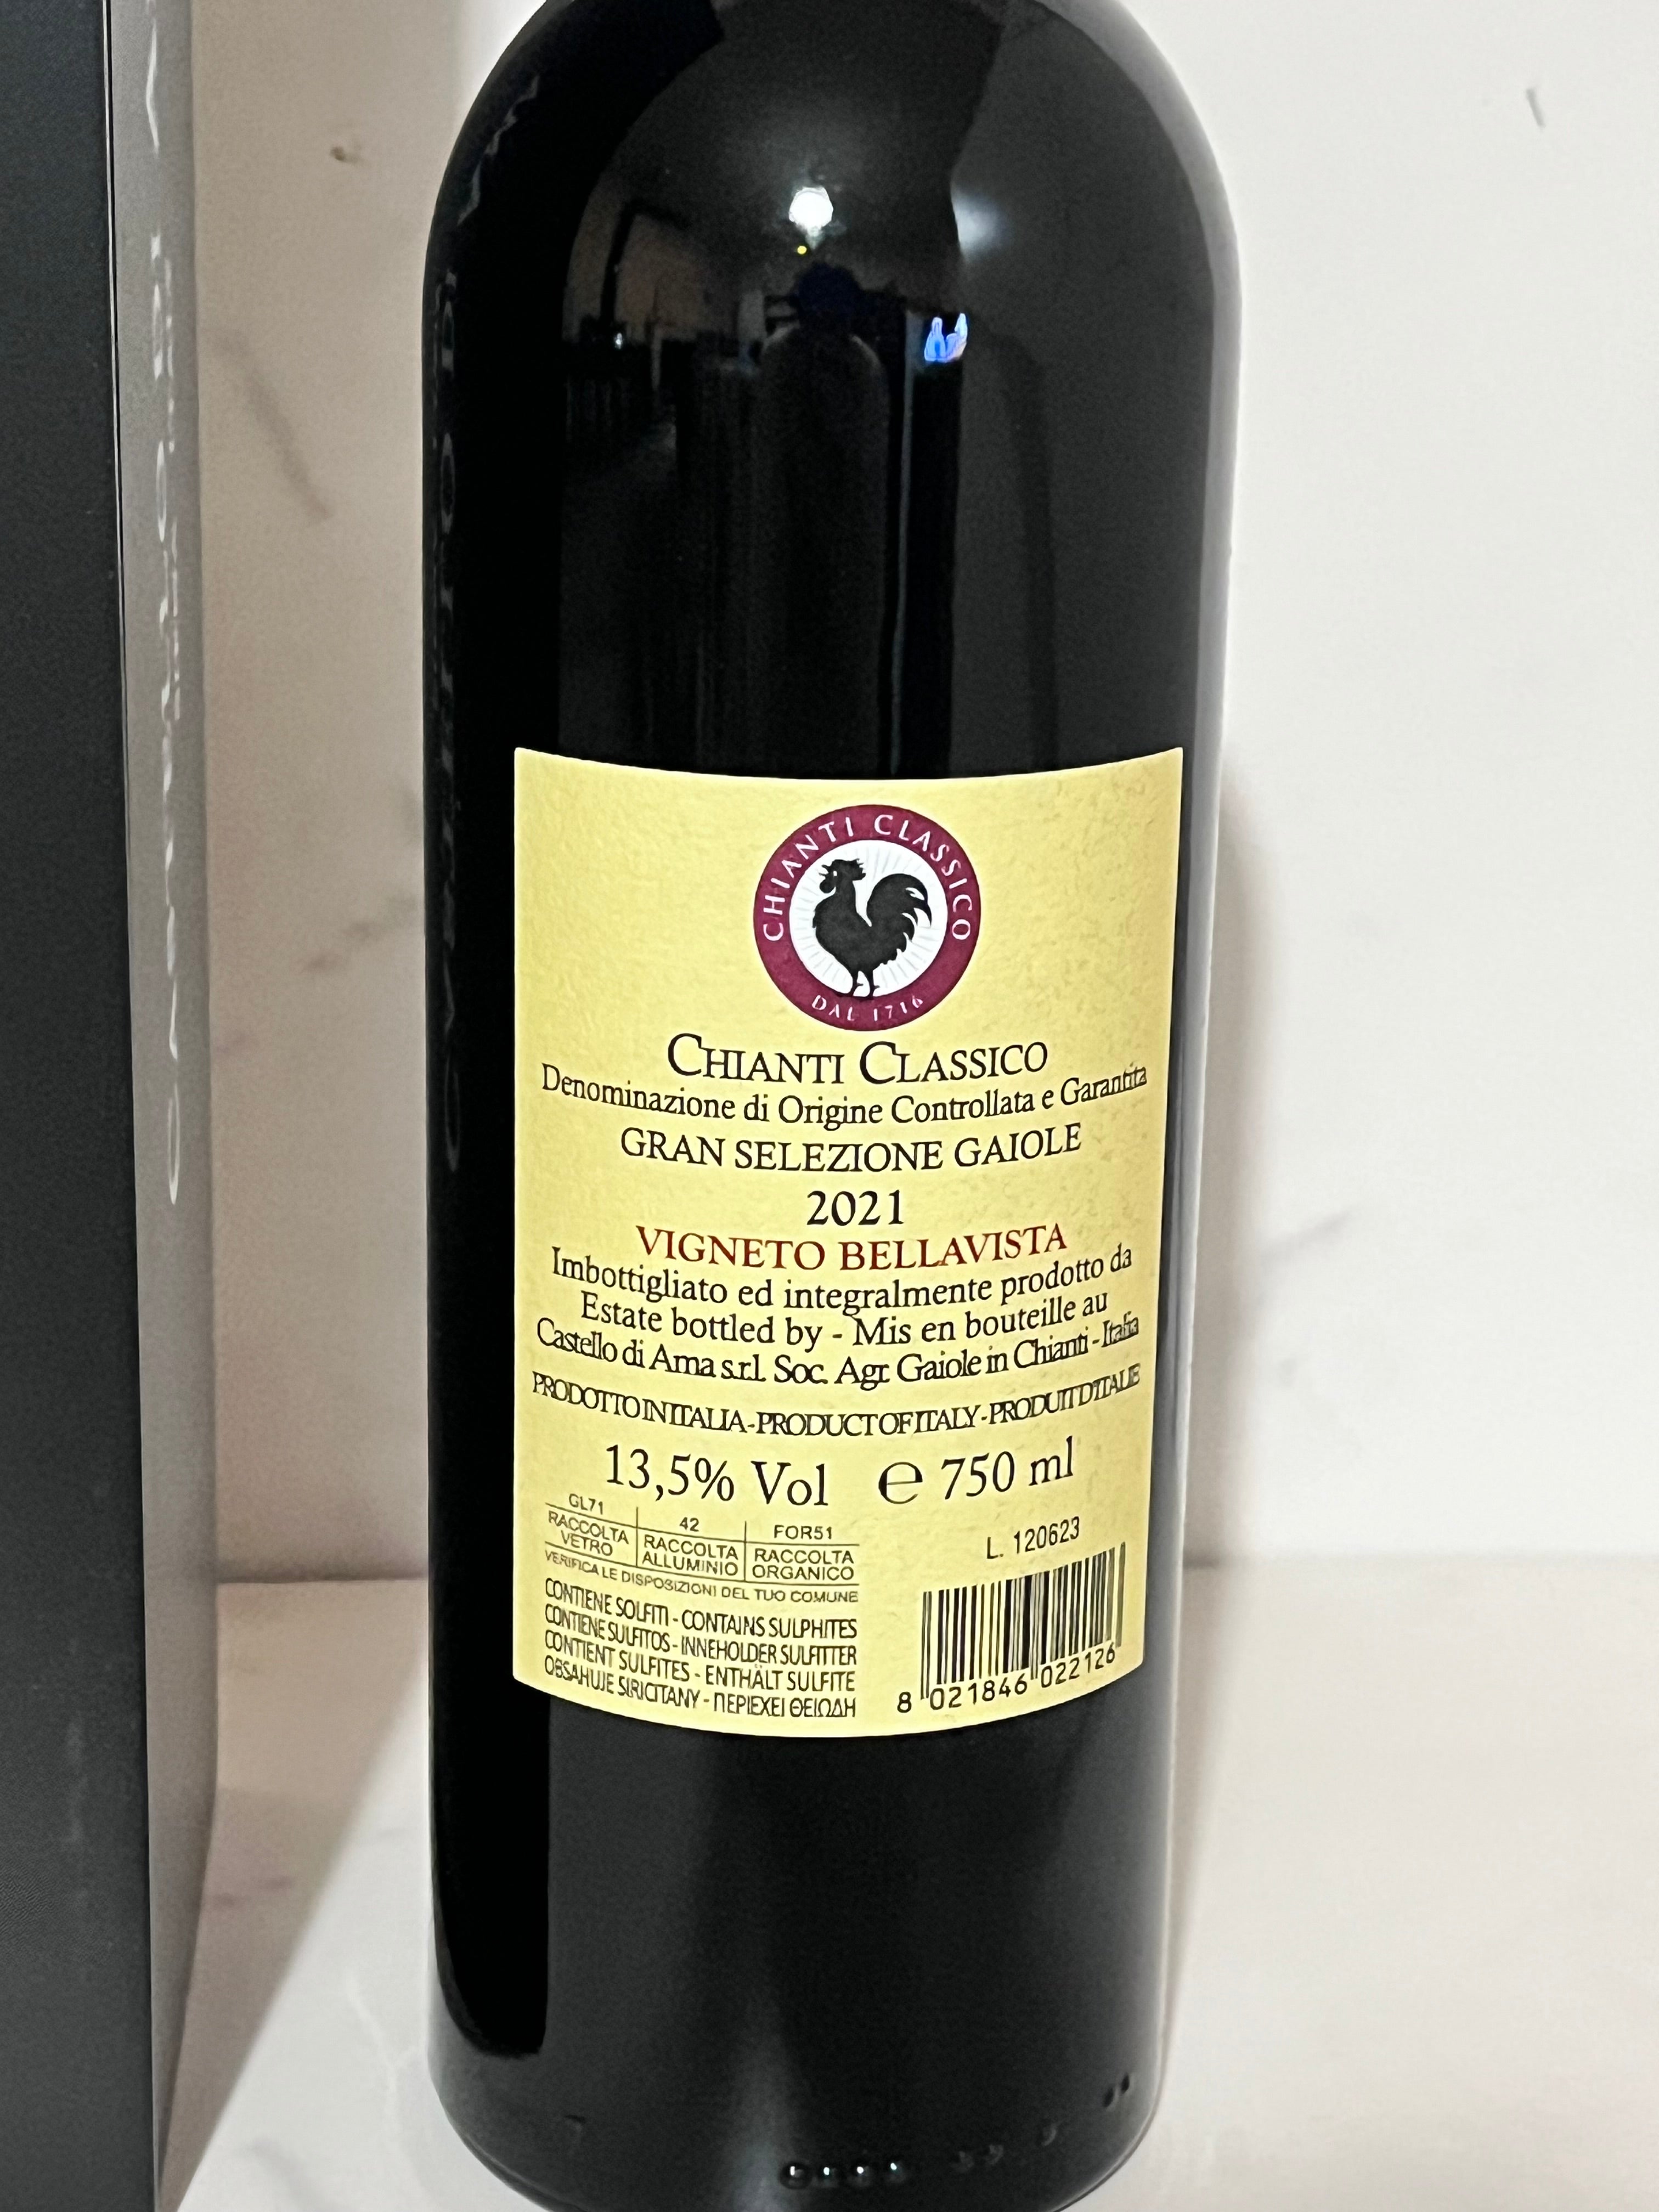 CHIANTI CLASSICO
DAL 1716
CHIANTI CLASSICO
Denominazione di Origine Controllata e Garantita
GRAN SELEZIONE GAIOLE
2021
VIGNETO BELLAVISTA
Imbottigliato ed integralmente prodotto da
Estate bottled by - Mis en bouteille au
Castello di Ama s.r.l. Soc. Agr. Gaiole in Chianti - Italia
PRODOTTO IN ITALIA - PRODUCT OF ITALY - PRODUIT D'ITALIE
13,5% Vol e 750 ml
GL71 42 FOR51
RACCOLTA VETRO
RACCOLTA ALLUMINIO
RACCOLTA ORGANICO
VERIFICA LE DISPOSIZIONI DEL TUO COMUNE
L. 120623
CONTIENE SOLFITI - CONTAINS SULPHITES
CONTIENE SULFITOS - INNEHOLDER SULFITTER
CONTIENT SULFITES - ENTHÄLT SULFITE
OBSAHUJE SIRICITANY - ΠΕΡΙΕΧΕΙ ΘΕΙΩΔΗ
8 021846 022126